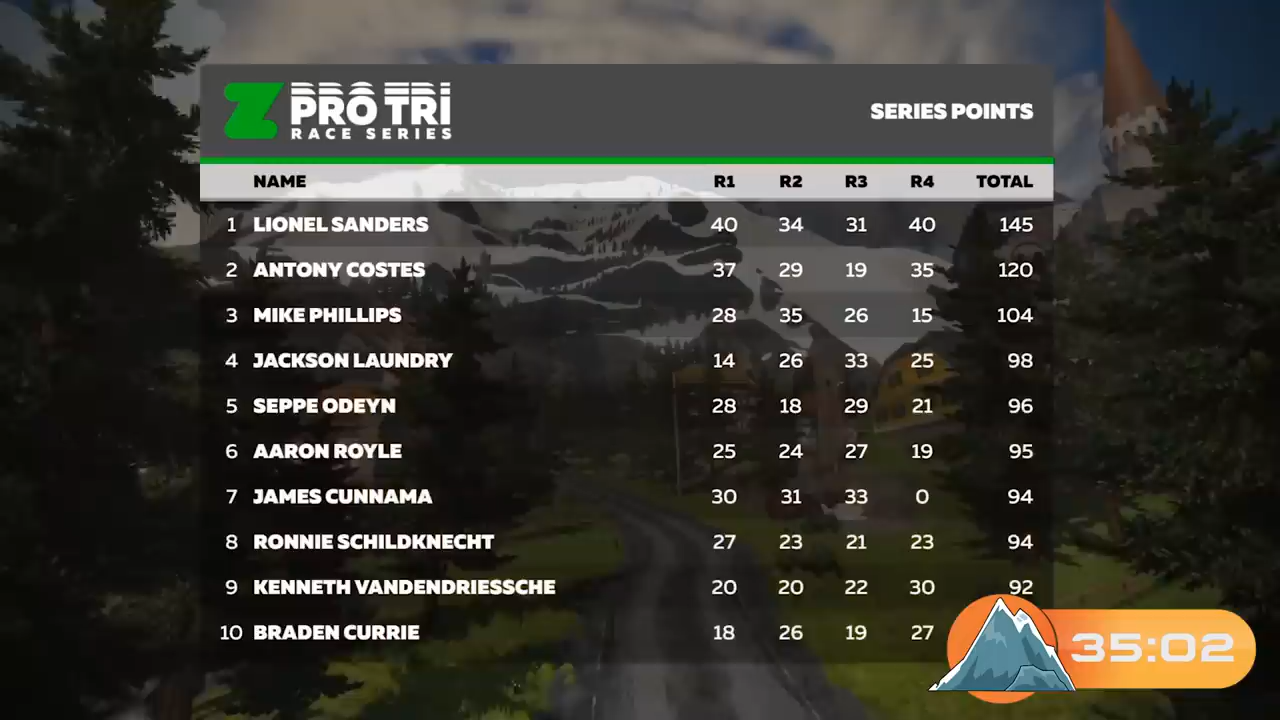 Z PRO TRI
RACE SERIES
SERIES POINTS
NAME R1 R2 R3 R4 TOTAL
1 LIONEL SANDERS 40 34 31 40 145
2 ANTONY COSTES 37 29 19 35 120
3 MIKE PHILLIPS 28 35 26 15 104
4 JACKSON LAUNDRY 14 26 33 25 98
5 SEPPE ODEYN 28 18 29 21 96
6 AARON ROYLE 25 24 27 19 95
7 JAMES CUNNAMA 30 31 33 0 94
8 RONNIE SCHILDKNECHT 27 23 21 23 94
9 KENNETH VANDENDRIESSCHE 20 20 22 30 92
10 BRADEN CURRIE 18 26 19 27
35:02